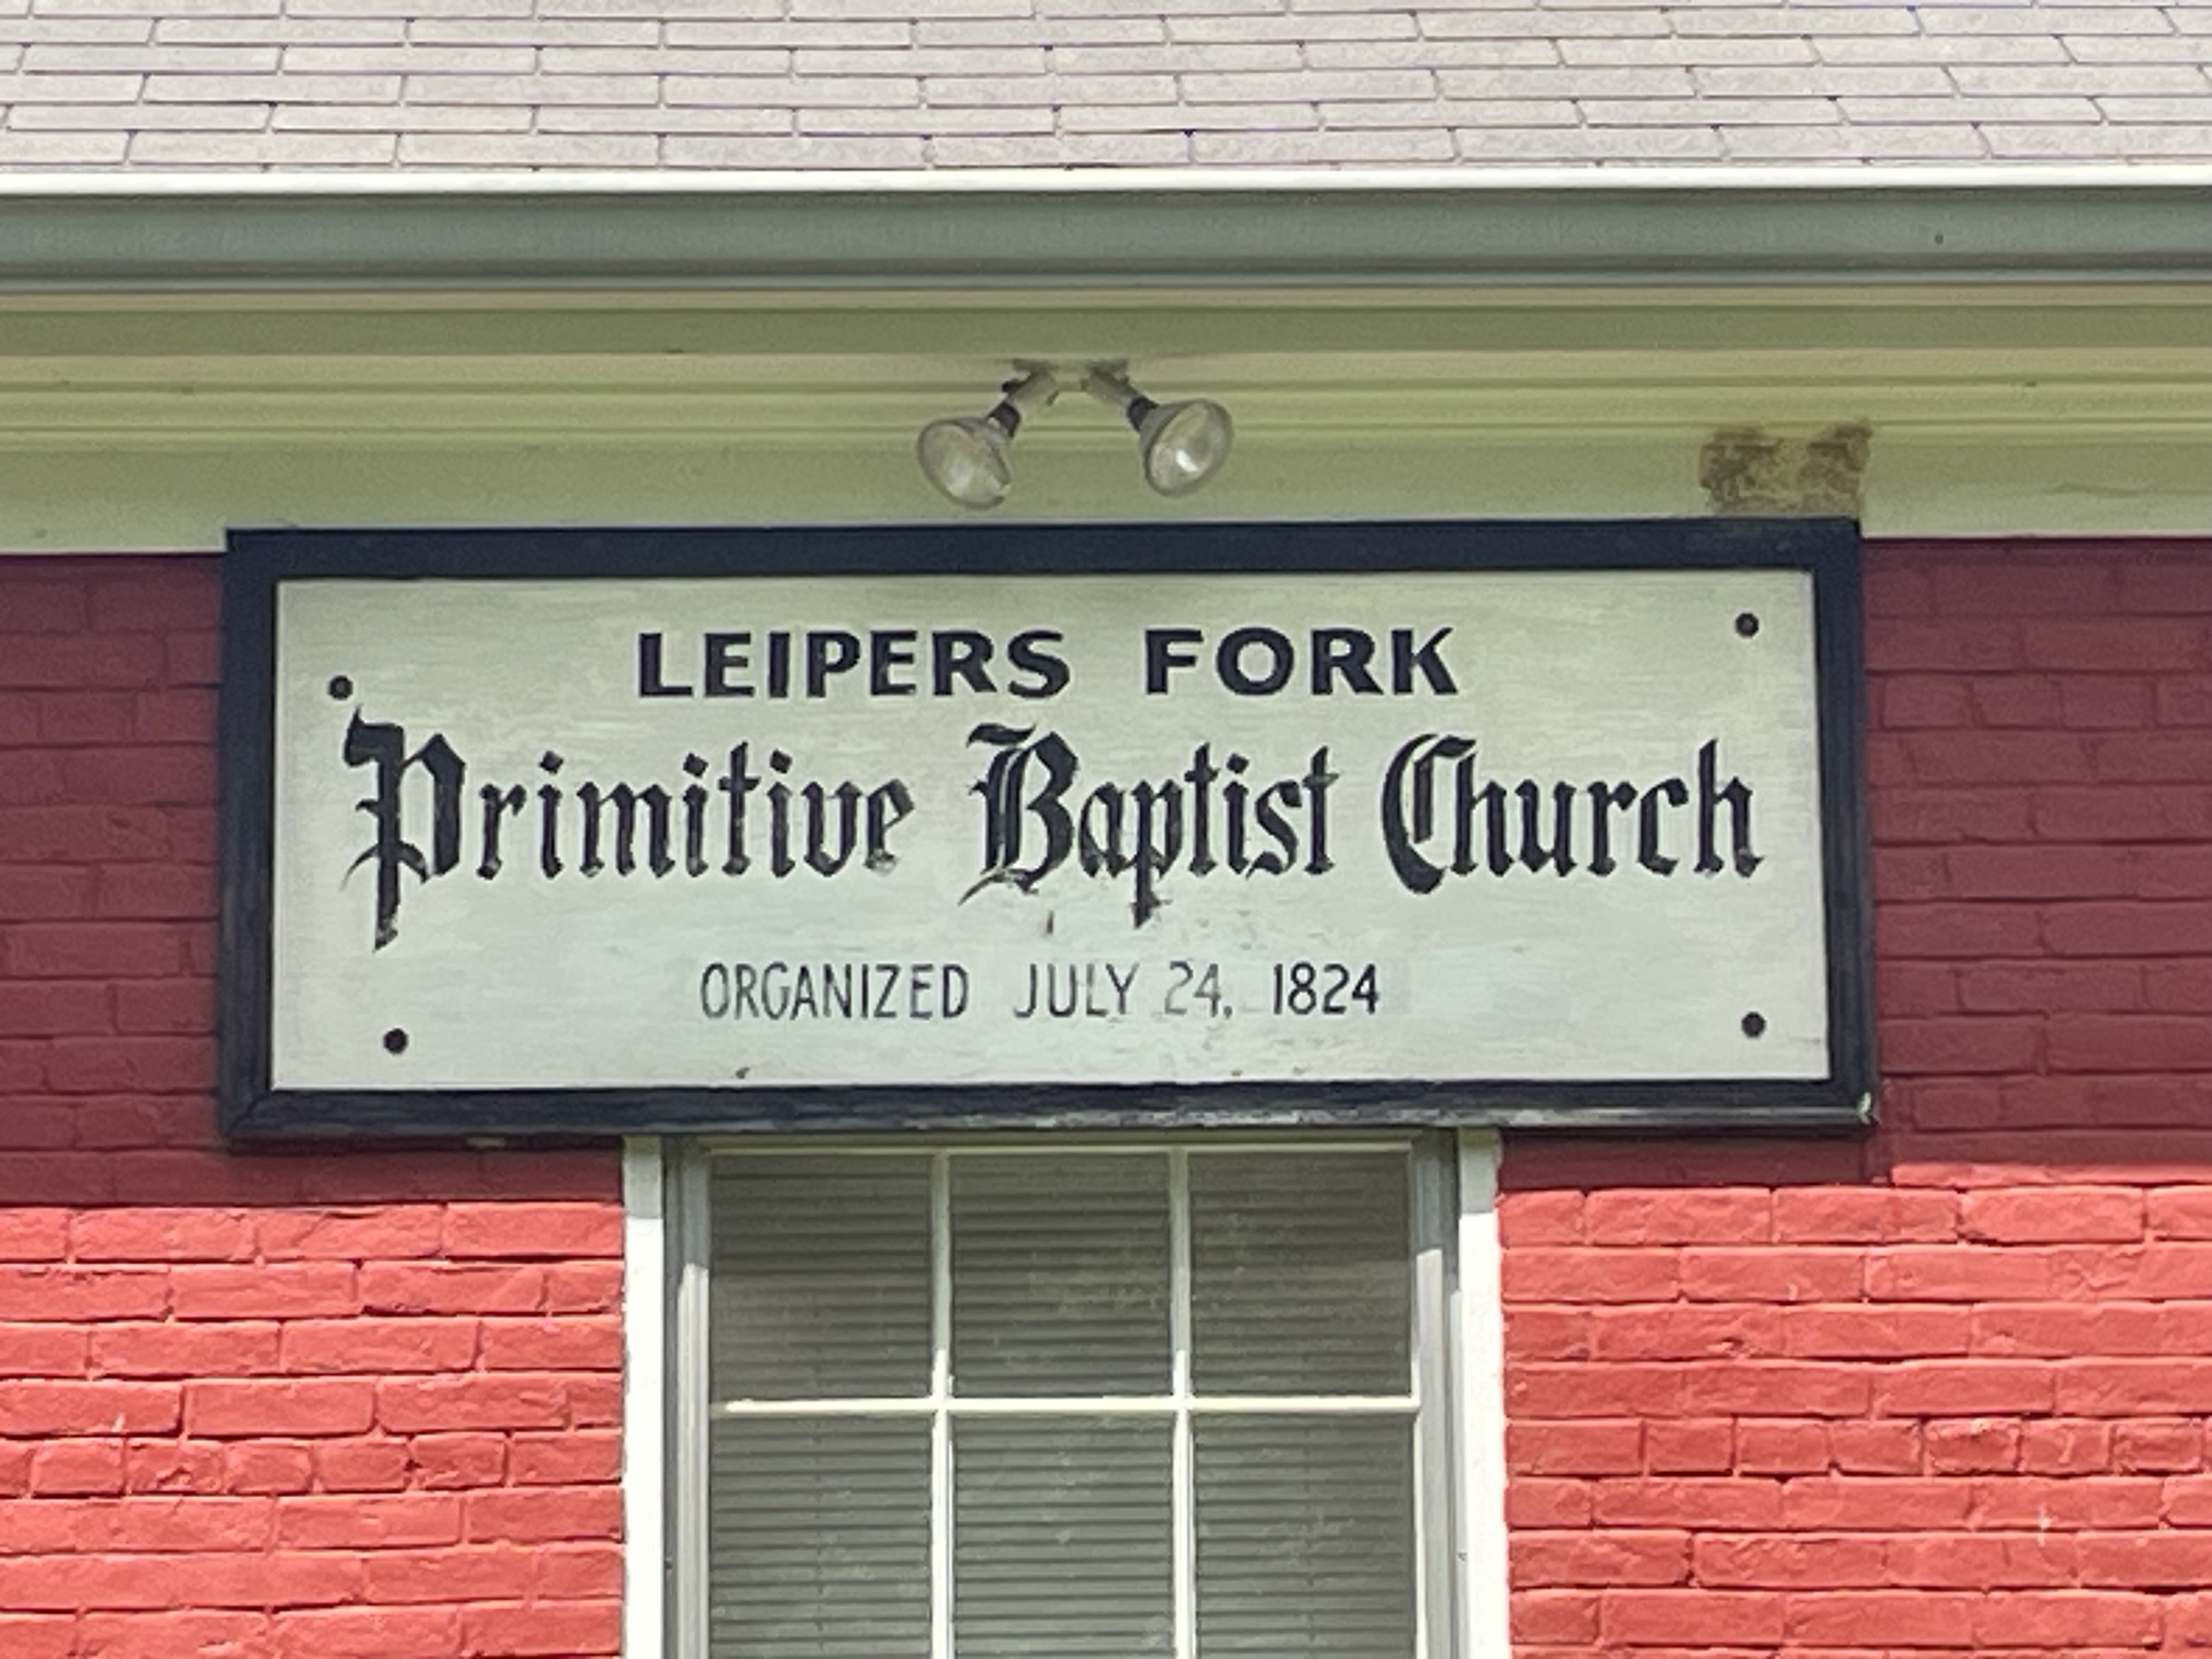 LEIPERS FORK
Primitive Baptist Church
ORGANIZED JULY 24, 1824